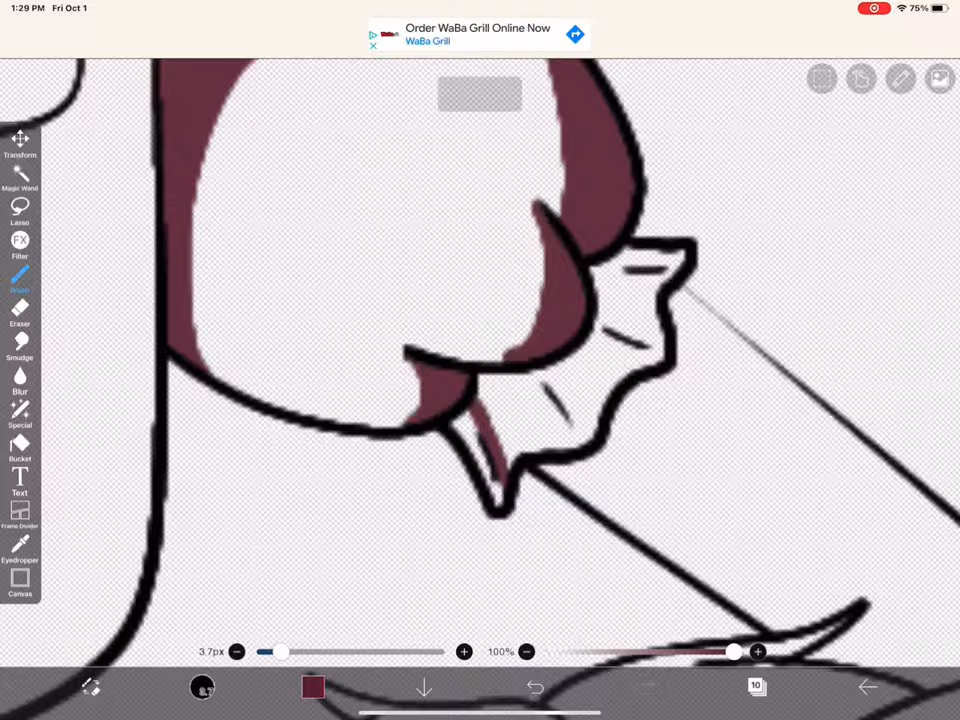 1:29 PM Fri Oct 1
75%
Order WaBa Grill Online Now
WaBa Grill
Transform
Magic Wand
Lasso
FX
Filter
Brush
Eraser
Smudge
Blur
Special
Bucket
T
Text
Frame Divider
Eyedropper
Canvas
3.7px
100%
10